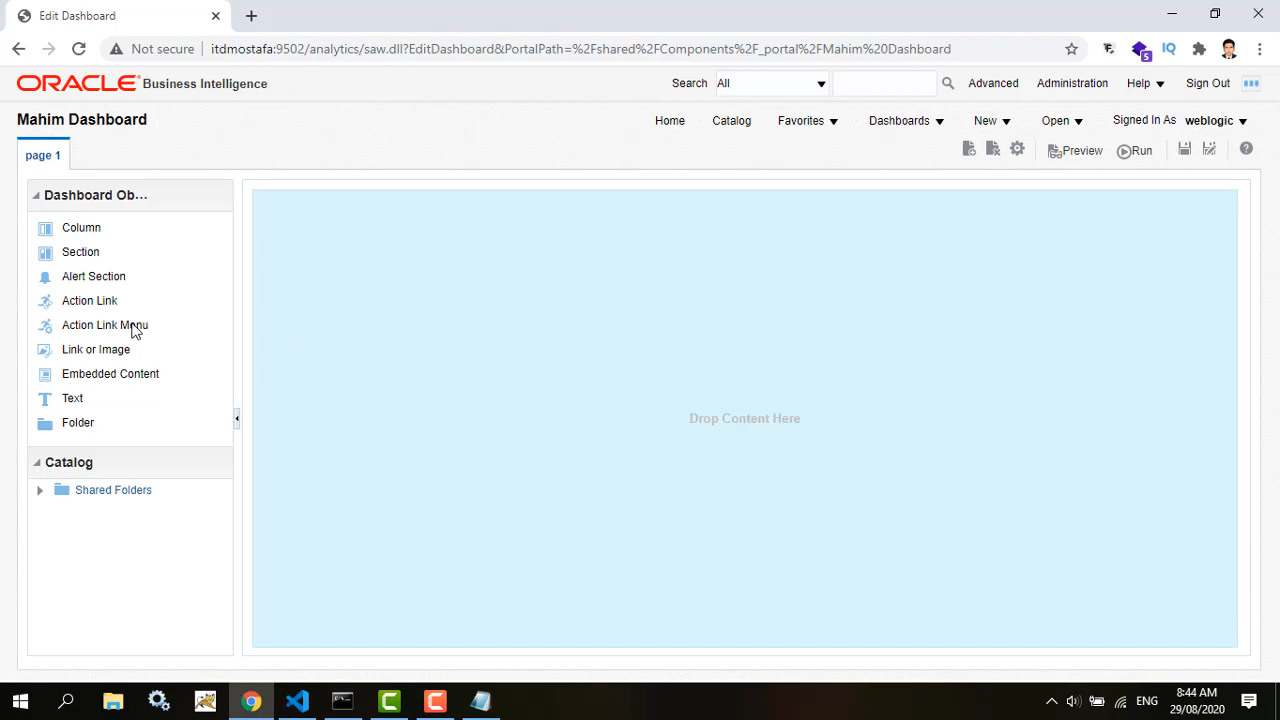 Edit Dashboard
Not secure itdmostafa:9502/analytics/saw.dll?EditDashboard&PortalPath=%2Fshared%2FComponents%2F_portal%2FMahim%20Dashboard
5 IQ
ORACLE Business Intelligence Search All Advanced Administration Help Sign Out
Mahim Dashboard Home Catalog Favorites Dashboards New Open Signed In As weblogic
page 1 Preview Run
Dashboard Ob...
Column
Section
Alert Section
Action Link
Action Link Menu
Link or Image
Embedded Content
Text
Folder
Drop Content Here
Catalog
Shared Folders
ENG
8:44 AM
29/08/2020